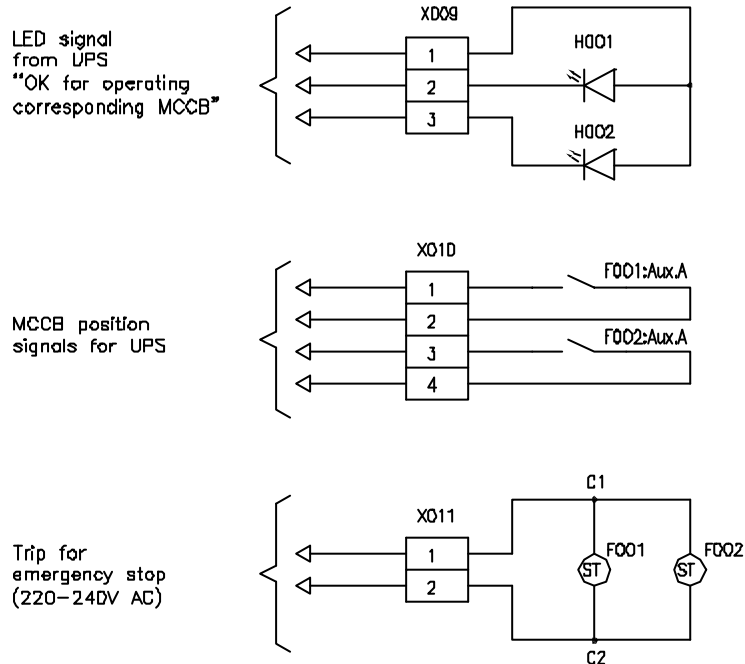 LED signal
from UPS
"OK for operating
corresponding MCCB"
X009
1
2
3
H001
H002
MCCB position
signals for UPS
X010
1
2
3
4
F001:Aux.A
F002:Aux.A
Trip for
emergency stop
(220-240V AC)
X011
1
2
C1
F001
ST
F002
ST
C2